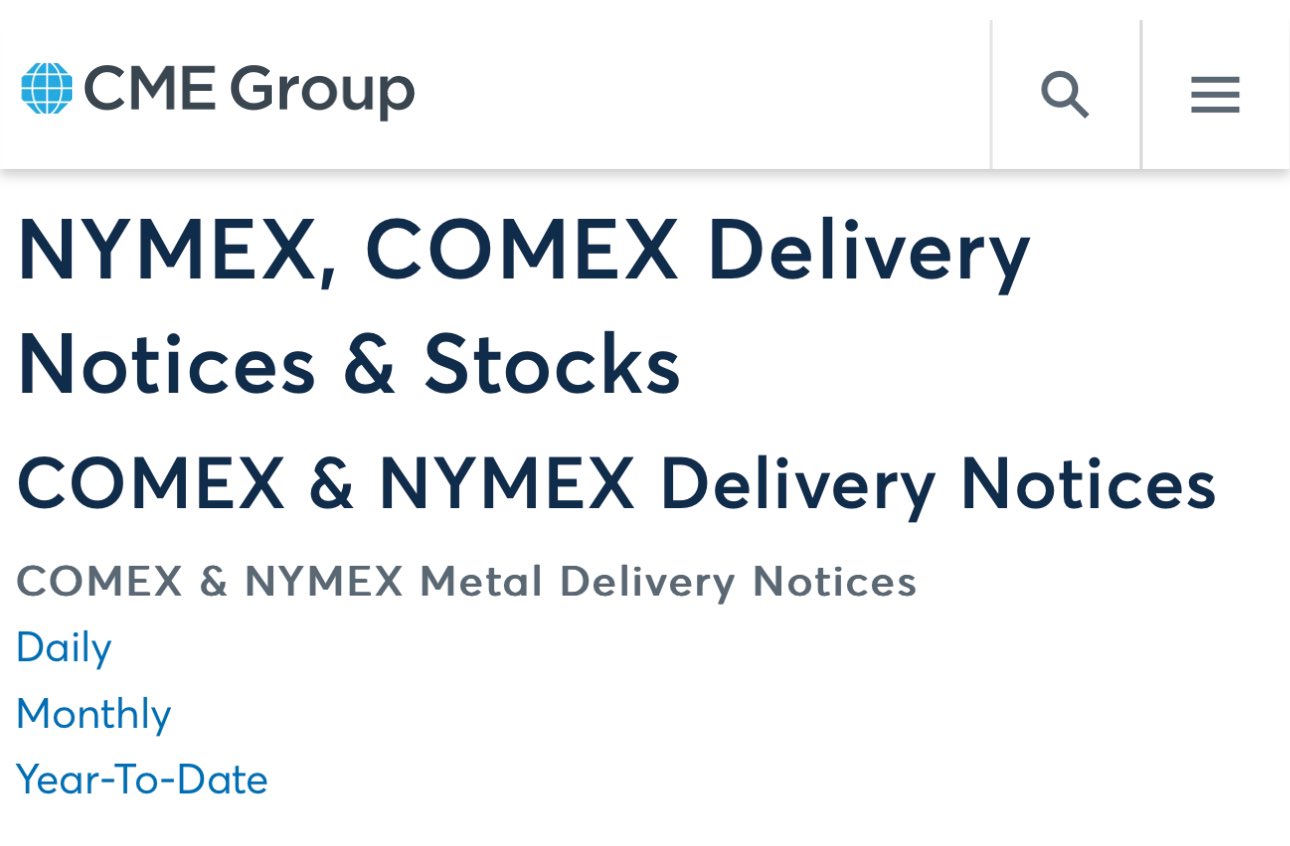 CME Group
NYMEX, COMEX Delivery
Notices & Stocks
COMEX & NYMEX Delivery Notices
COMEX & NYMEX Metal Delivery Notices
Daily
Monthly
Year-To-Date